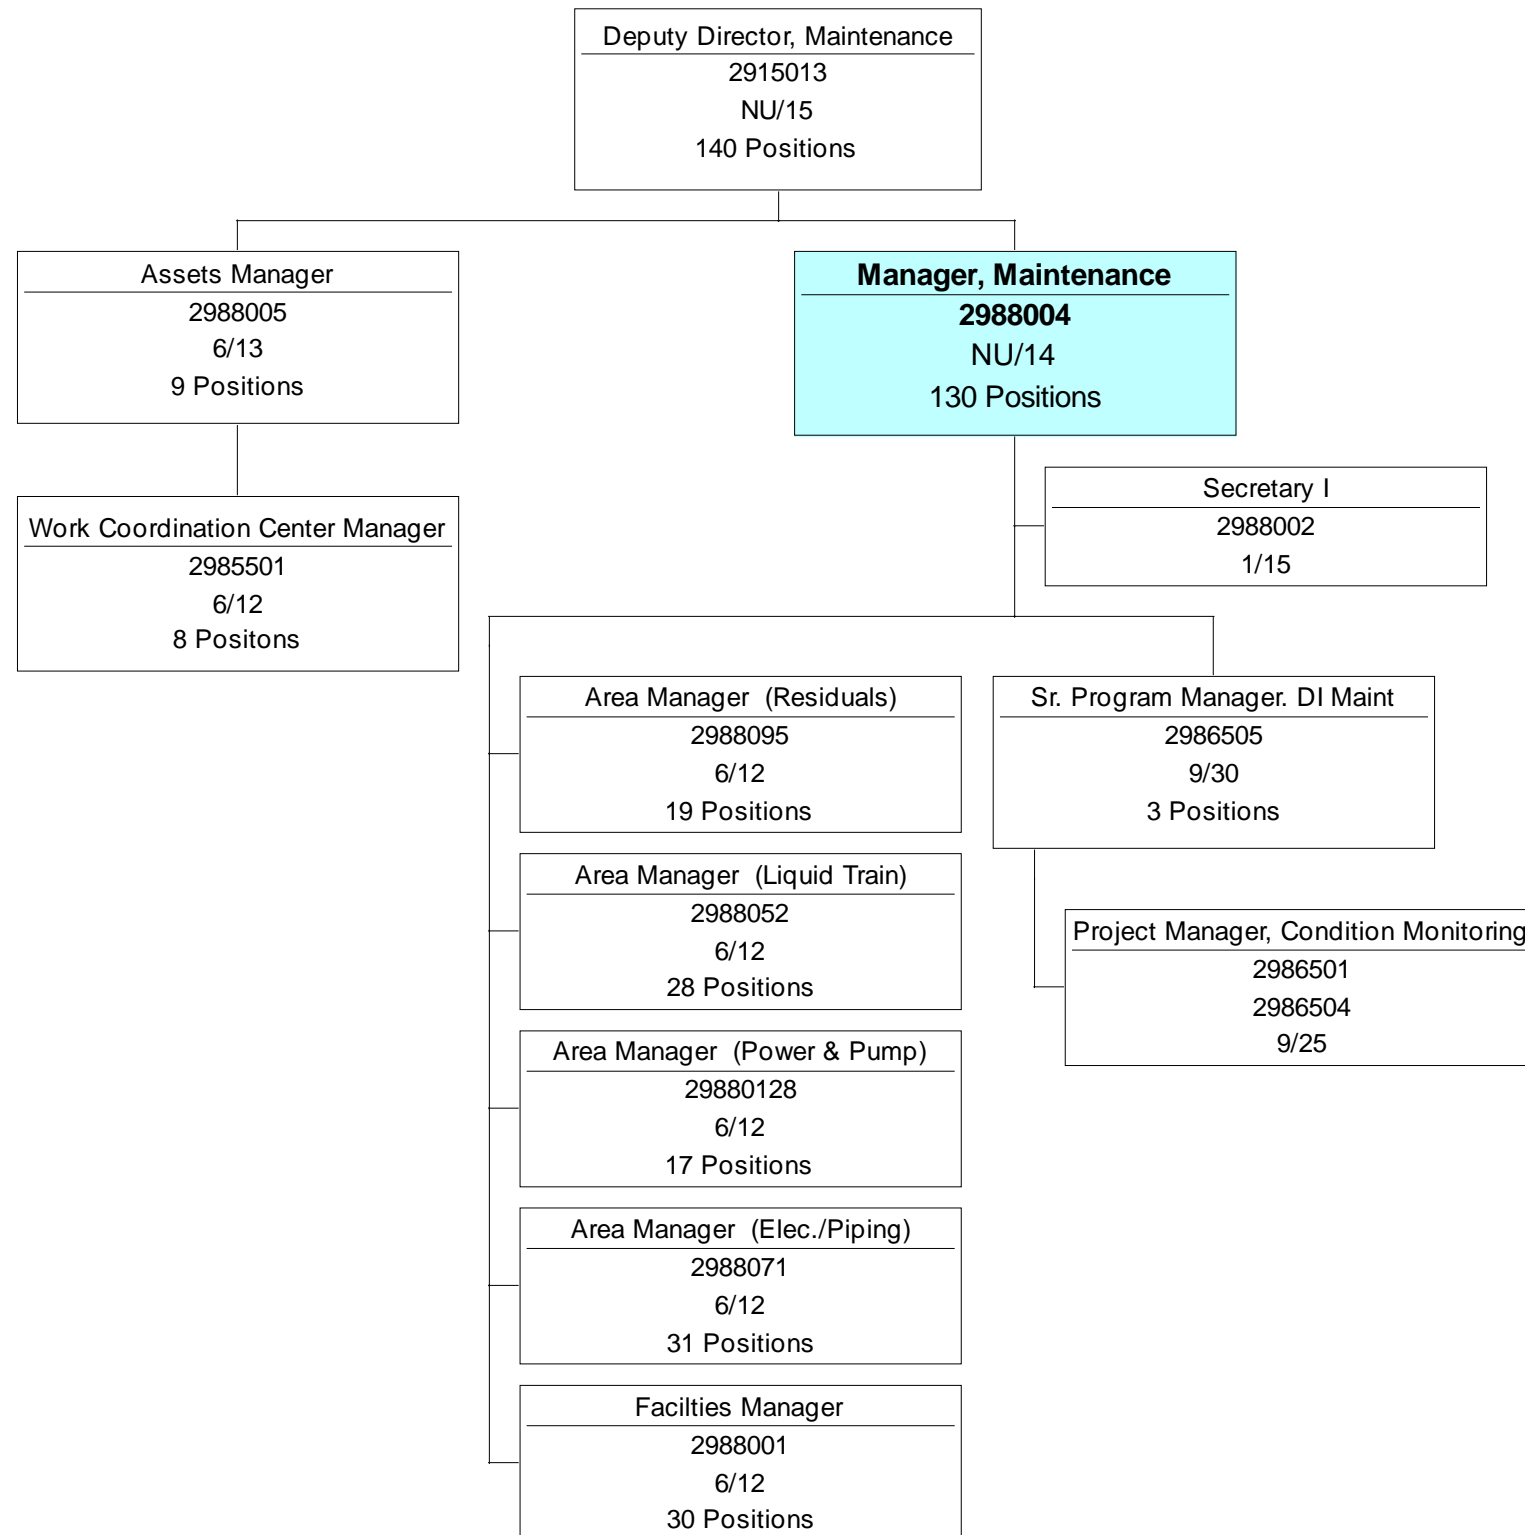 Deputy Director, Maintenance
2915013
NU/15
140 Positions
Assets Manager
2988005
6/13
9 Positions
Manager, Maintenance
2988004
NU/14
130 Positions
Secretary I
2988002
1/15
Work Coordination Center Manager
2985501
6/12
8 Positons
Area Manager (Residuals)
2988095
6/12
19 Positions
Sr. Program Manager. DI Maint
2986505
9/30
3 Positions
Area Manager (Liquid Train)
2988052
6/12
28 Positions
Project Manager, Condition Monitoring
2986501
2986504
9/25
Area Manager (Power & Pump)
29880128
6/12
17 Positions
Area Manager (Elec./Piping)
2988071
6/12
31 Positions
Facilties Manager
2988001
6/12
30 Positions